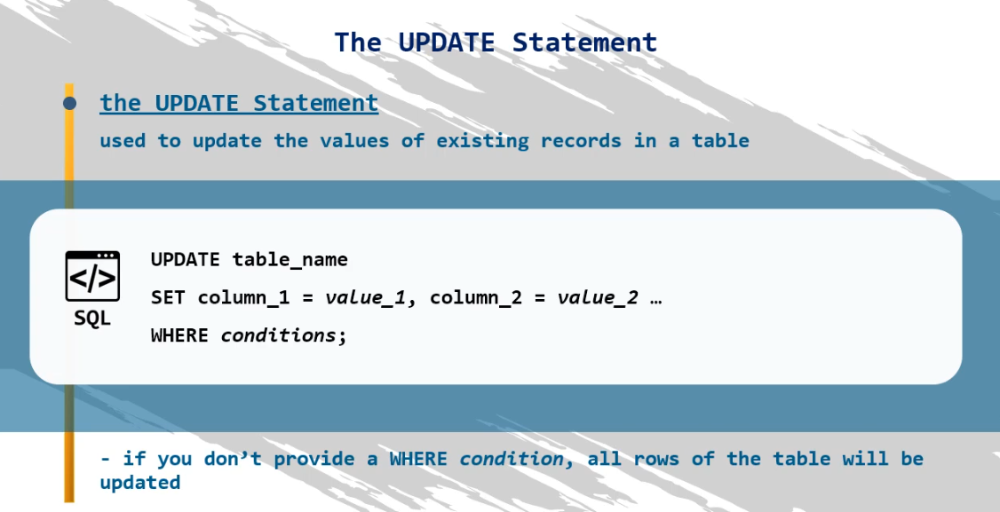 The UPDATE Statement
the UPDATE Statement
used to update the values of existing records in a table
</>
SQL
UPDATE table_name
SET column_1 = value_1, column_2 = value_2 …
WHERE conditions;
- if you don’t provide a WHERE condition, all rows of the table will be
updated